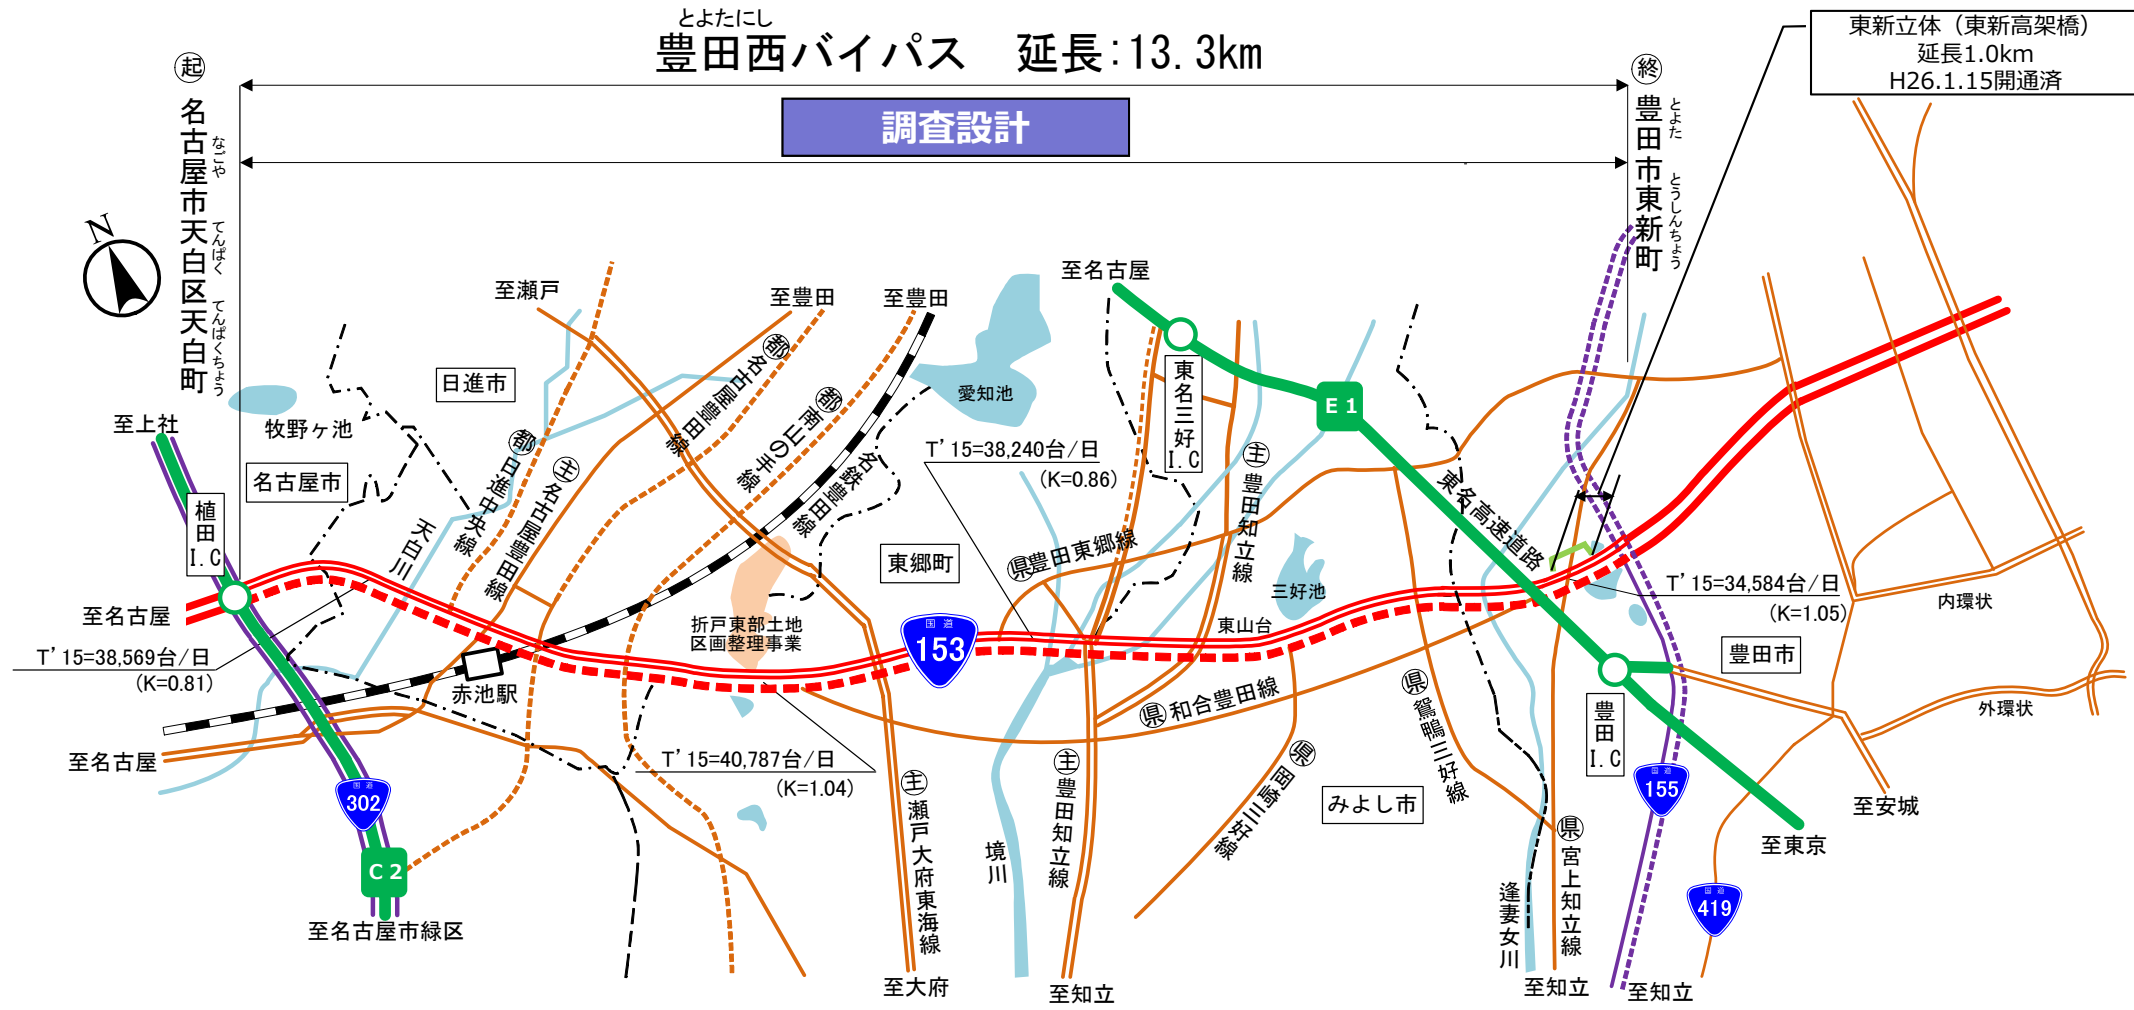 とよたにし
豊田西バイパス　延長：13.3km
調査設計
起
名古屋市天白区天白町
なごや
てんぱく
てんぱくちょう
終
豊田市東新町
とよた
とうしんちょう
東新立体（東新高架橋）
延長1.0km
H26.1.15開通済
N
至上社
牧野ヶ池
名古屋市
日進市
植田
I.C
至名古屋
T’15=38,569台/日
(K=0.81)
至名古屋
302
国道
C2
至名古屋市緑区
天白川
都 日進中央線
主 名古屋豊田線
赤池駅
至瀬戸
至豊田
至豊田
都 名古屋豊田線
都 南山の手線
名鉄豊田線
愛知池
折戸東部土地
区画整理事業
東郷町
T’15=40,787台/日
(K=1.04)
主 瀬戸大府東海線
至大府
国道
153
T’15=38,240台/日
(K=0.86)
至名古屋
東名三好I.C
E1
県 豊田東郷線
主 豊田知立線
三好池
東山台
東名高速道路
県 和合豊田線
境川
主 豊田知立線
至知立
県 岡崎三好線
みよし市
県 鴛鴨三好線
逢妻女川
県 宮上知立線
至知立
至知立
豊田
I.C
国道
155
豊田市
T’15=34,584台/日
(K=1.05)
内環状
外環状
至安城
至東京
国道
419